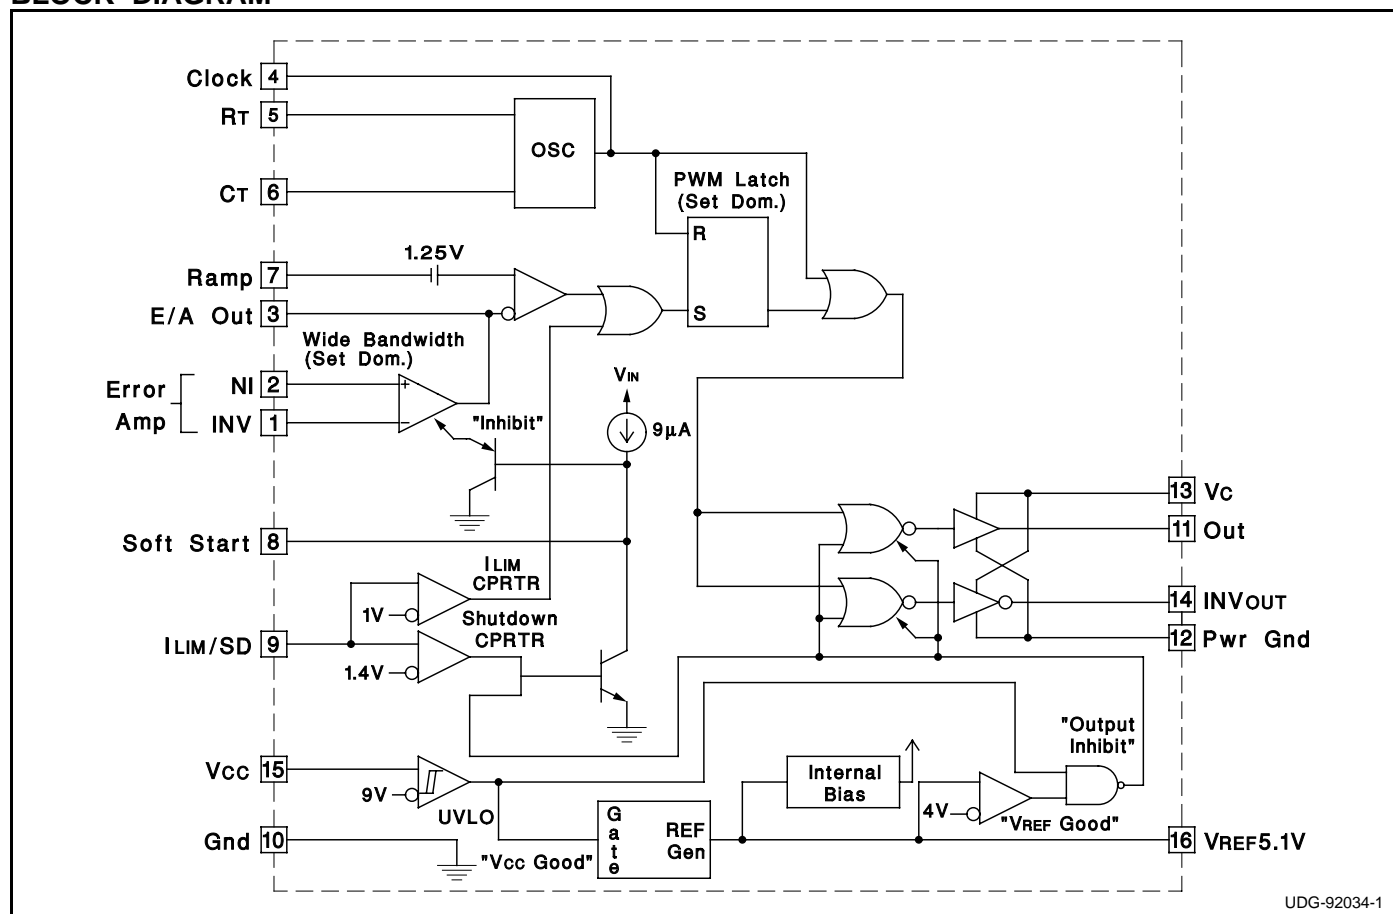 BLOCK DIAGRAM
Clock 4
RT 5
CT 6
OSC
PWM Latch
(Set Dom.)
R
S
1.25V
Ramp 7
E/A Out 3
Wide Bandwidth
(Set Dom.)
Error
Amp
NI 2
INV 1
+
–
"Inhibit"
VIN
9μA
13 VC
11 Out
14 INVOUT
12 Pwr Gnd
Soft Start 8
ILIM
CPRTR
1V
Shutdown
CPRTR
ILIM/SD 9
1.4V
"Output
Inhibit"
VCC 15
9V
UVLO
Internal
Bias
4V
"VREF Good"
Gnd 10
"VCC Good"
Gate
REF
Gen
16 VREF5.1V
UDG-92034-1